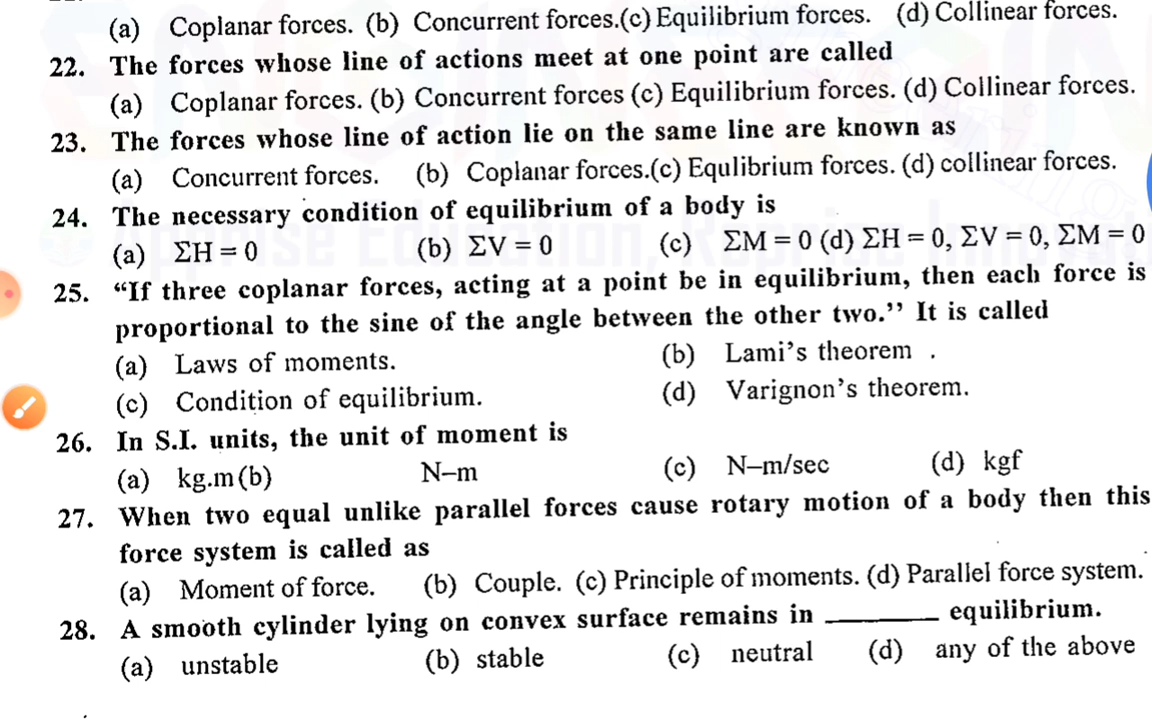 (a) Coplanar forces. (b) Concurrent forces.(c) Equilibrium forces. (d) Collinear forces.
22. The forces whose line of actions meet at one point are called
(a) Coplanar forces. (b) Concurrent forces (c) Equilibrium forces. (d) Collinear forces.
23. The forces whose line of action lie on the same line are known as
(a) Concurrent forces. (b) Coplanar forces.(c) Equlibrium forces. (d) collinear forces.
24. The necessary condition of equilibrium of a body is
(a) ΣH = 0 (b) ΣV = 0 (c) ΣM = 0 (d) ΣH = 0, ΣV = 0, ΣM = 0
25. “If three coplanar forces, acting at a point be in equilibrium, then each force is
proportional to the sine of the angle between the other two.” It is called
(a) Laws of moments. (b) Lami’s theorem .
(c) Condition of equilibrium. (d) Varignon’s theorem.
26. In S.I. units, the unit of moment is
(a) kg.m (b) N–m (c) N–m/sec (d) kgf
27. When two equal unlike parallel forces cause rotary motion of a body then this
force system is called as
(a) Moment of force. (b) Couple. (c) Principle of moments. (d) Parallel force system.
28. A smooth cylinder lying on convex surface remains in ________ equilibrium.
(a) unstable (b) stable (c) neutral (d) any of the above